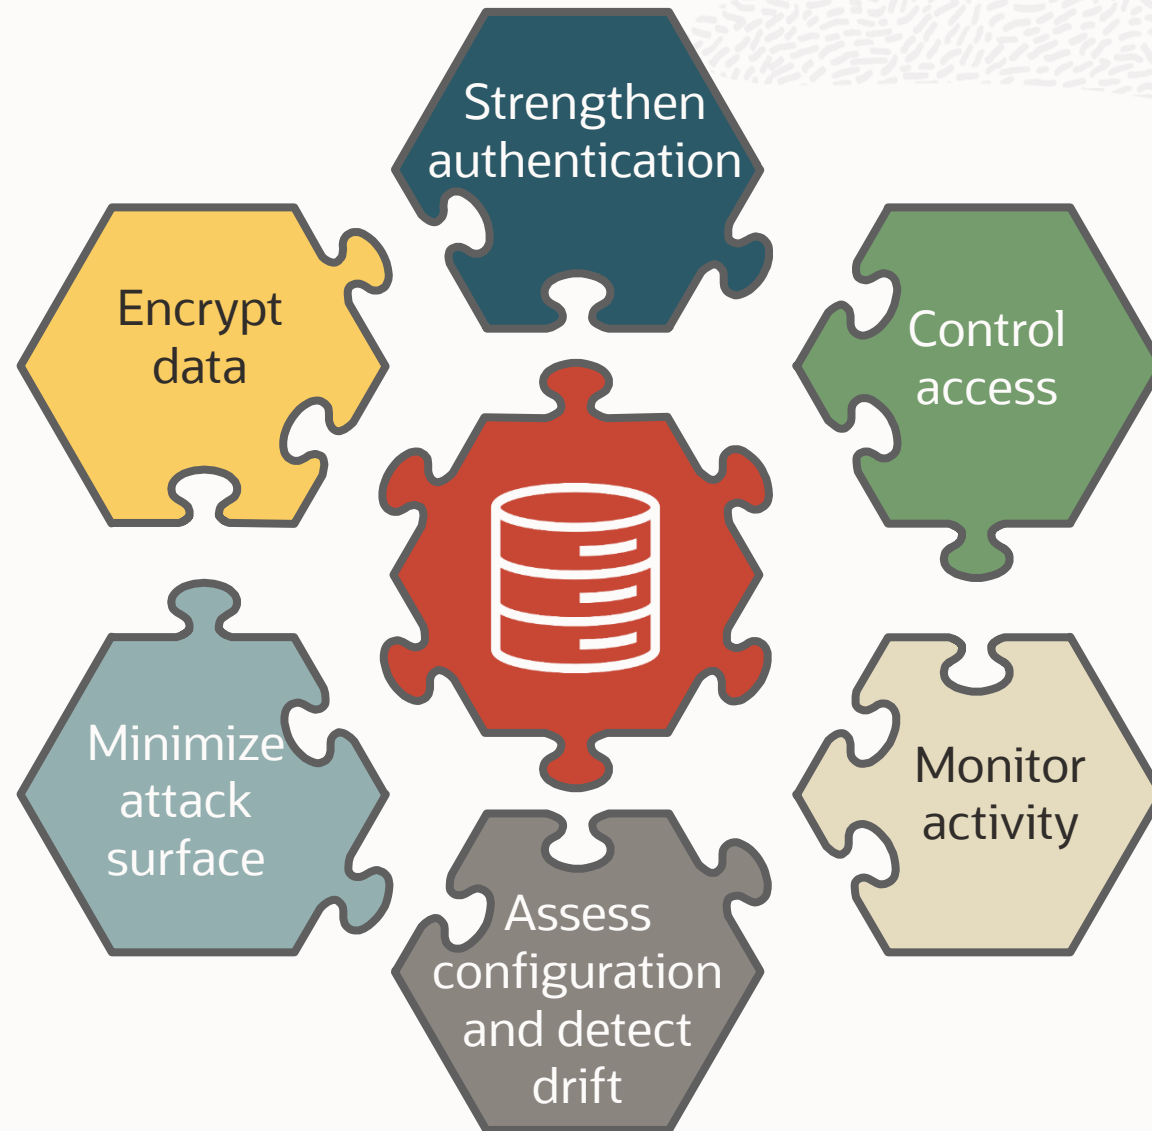 Strengthen
authentication
Encrypt
data
Control
access
Minimize
attack
surface
Monitor
activity
Assess
configuration
and detect
drift